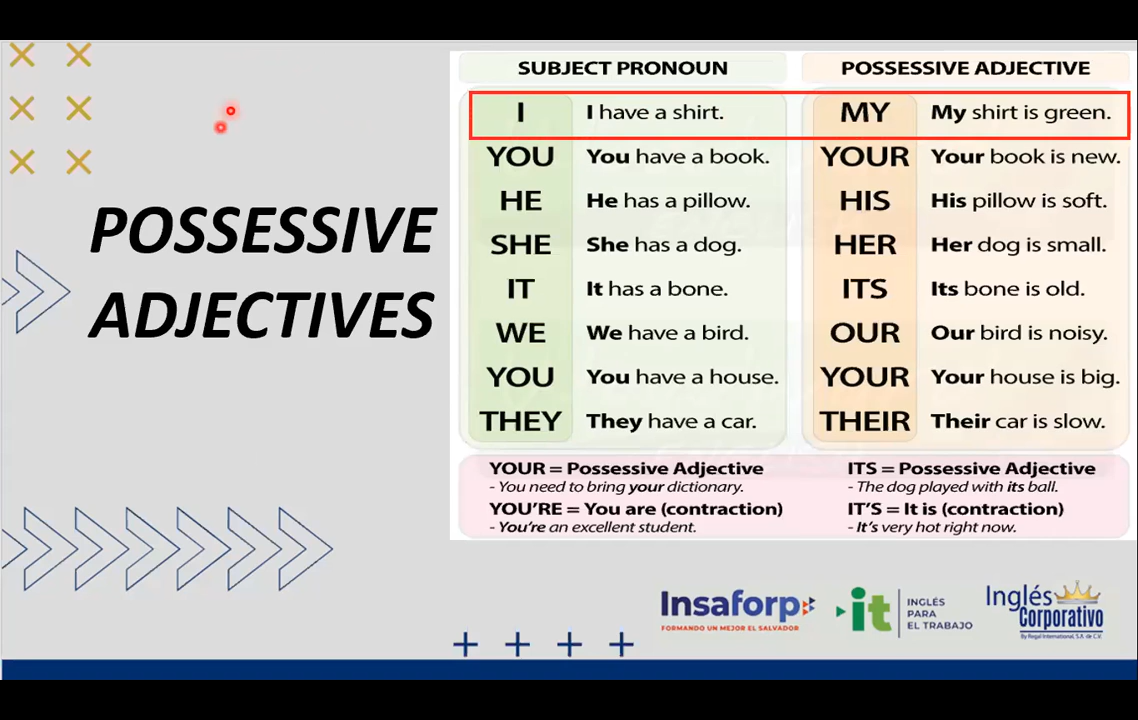 POSSESSIVE
ADJECTIVES
SUBJECT PRONOUN
I I have a shirt.
YOU You have a book.
HE He has a pillow.
SHE She has a dog.
IT It has a bone.
WE We have a bird.
YOU You have a house.
THEY They have a car.
POSSESSIVE ADJECTIVE
MY My shirt is green.
YOUR Your book is new.
HIS His pillow is soft.
HER Her dog is small.
ITS Its bone is old.
OUR Our bird is noisy.
YOUR Your house is big.
THEIR Their car is slow.
YOUR = Possessive Adjective
- You need to bring your dictionary.
YOU'RE = You are (contraction)
- You're an excellent student.
ITS = Possessive Adjective
- The dog played with its ball.
IT'S = It is (contraction)
- It's very hot right now.
Insaforp
FORMANDO UN MEJOR EL SALVADOR
it
INGLÉS
PARA
EL TRABAJO
Inglés
Corporativo
By Regal International, S.A. de C.V.